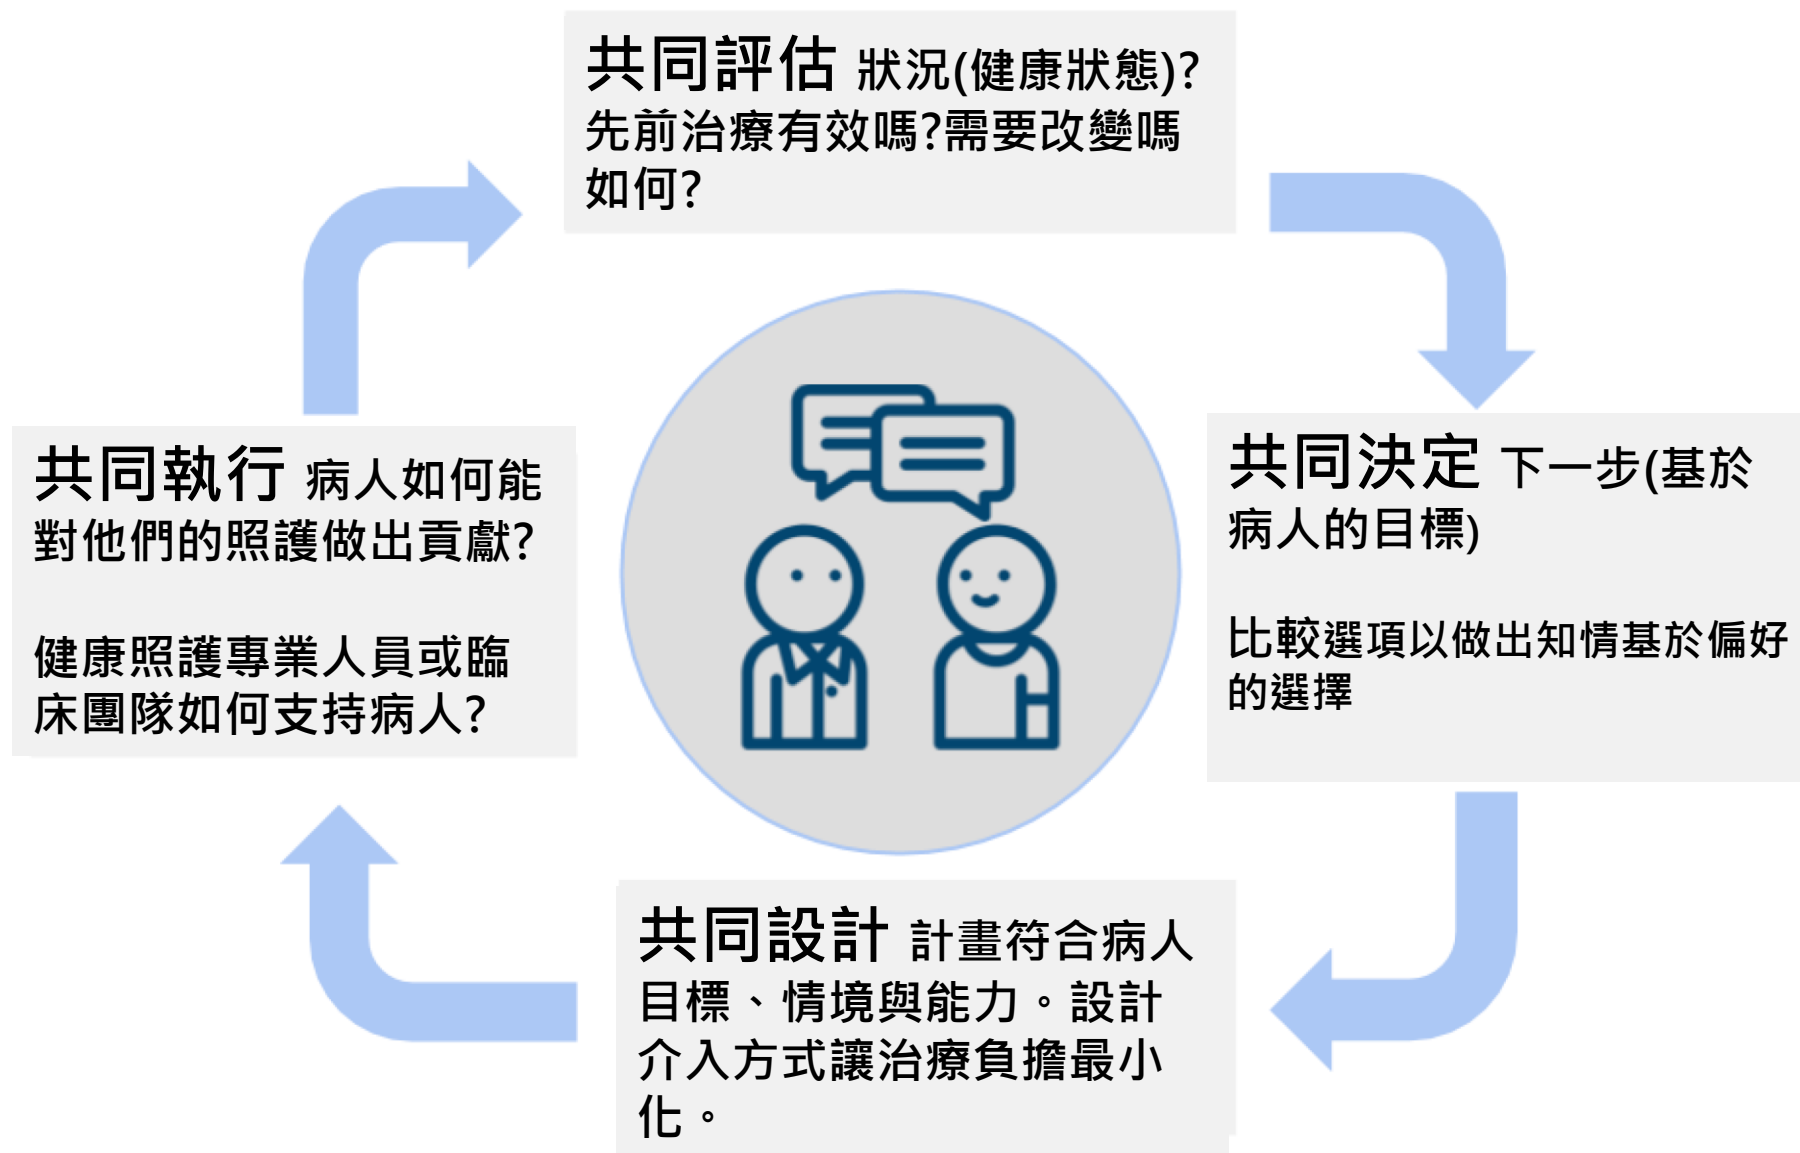 共同評估 狀況(健康狀態)?
先前治療有效嗎?需要改變嗎
如何?
共同決定 下一步(基於
病人的目標)
比較選項以做出知情基於偏好
的選擇
共同設計 計畫符合病人
目標、情境與能力。設計
介入方式讓治療負擔最小
化。
共同執行 病人如何能
對他們的照護做出貢獻?
健康照護專業人員或臨
床團隊如何支持病人?